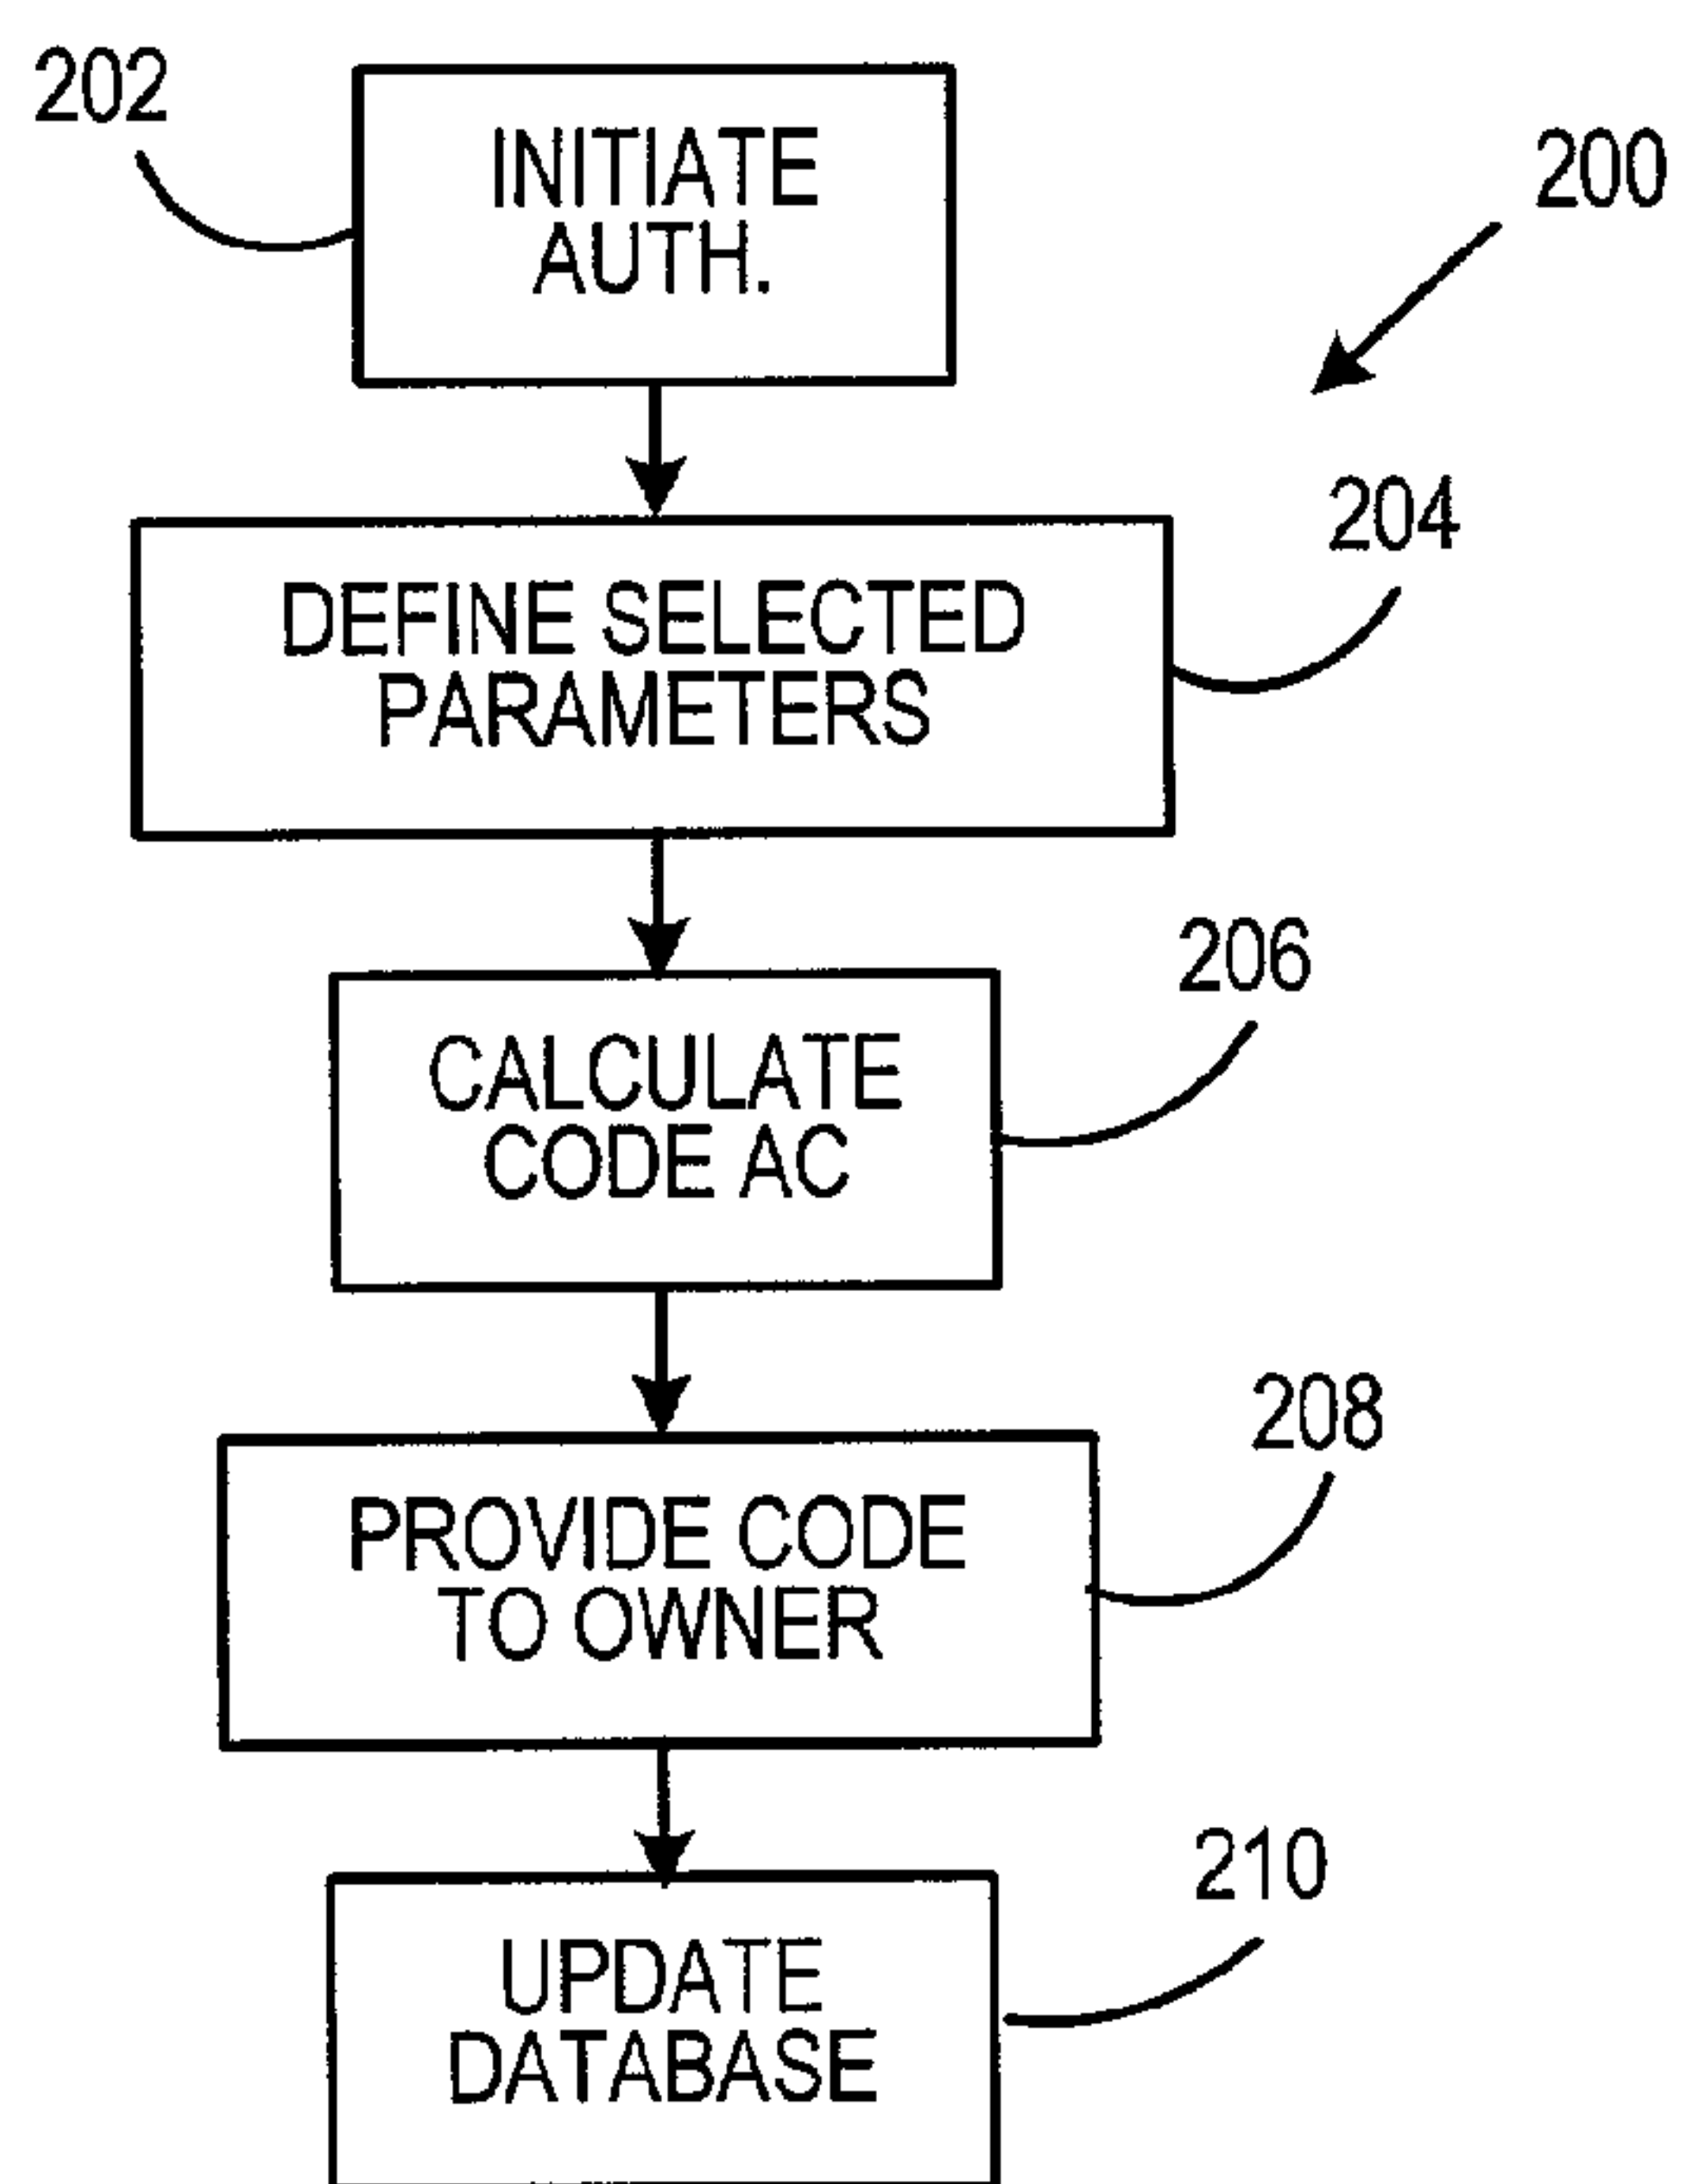 202
INITIATE
AUTH.
200
DEFINE SELECTED
PARAMETERS
204
CALCULATE
CODE AC
206
PROVIDE CODE
TO OWNER
208
UPDATE
DATABASE
210